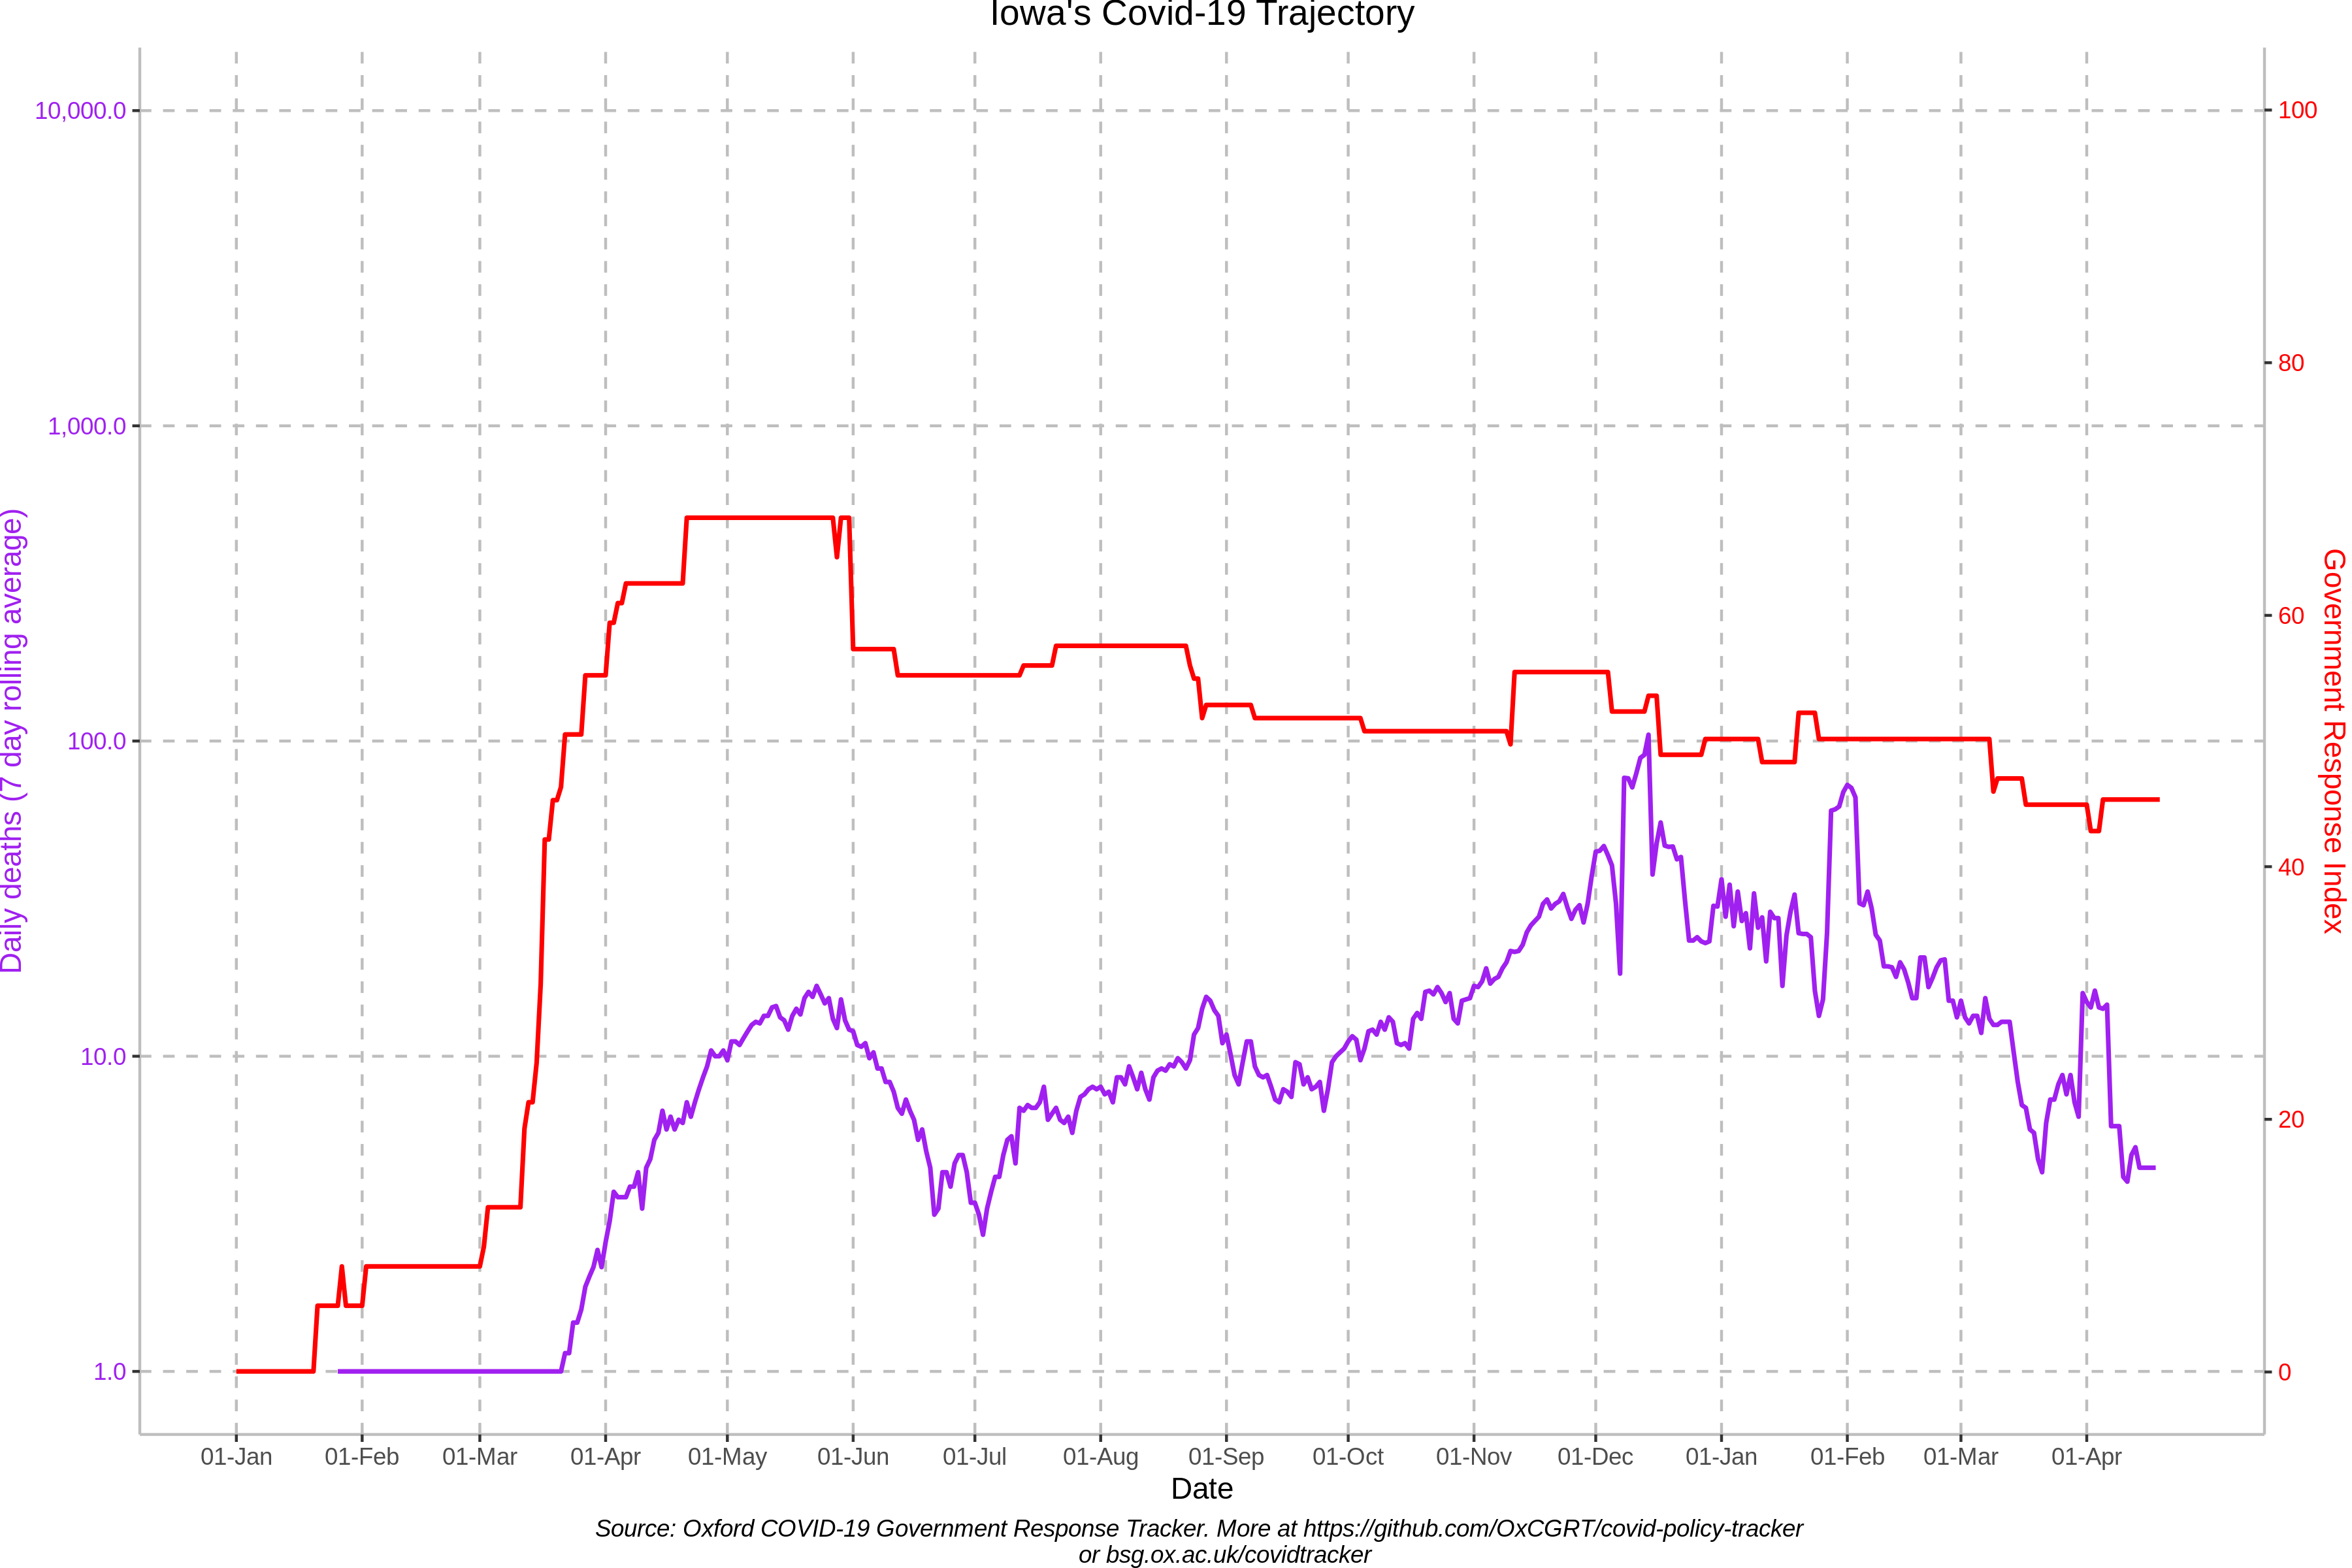 Iowa's Covid-19 Trajectory
10,000.0
1,000.0
100.0
10.0
1.0
Daily deaths (7 day rolling average)
100
80
60
40
20
0
Government Response Index
01-Jan 01-Feb 01-Mar 01-Apr 01-May 01-Jun 01-Jul 01-Aug 01-Sep 01-Oct 01-Nov 01-Dec 01-Jan 01-Feb 01-Mar 01-Apr
Date
Source: Oxford COVID-19 Government Response Tracker. More at https://github.com/OxCGRT/covid-policy-tracker
or bsg.ox.ac.uk/covidtracker